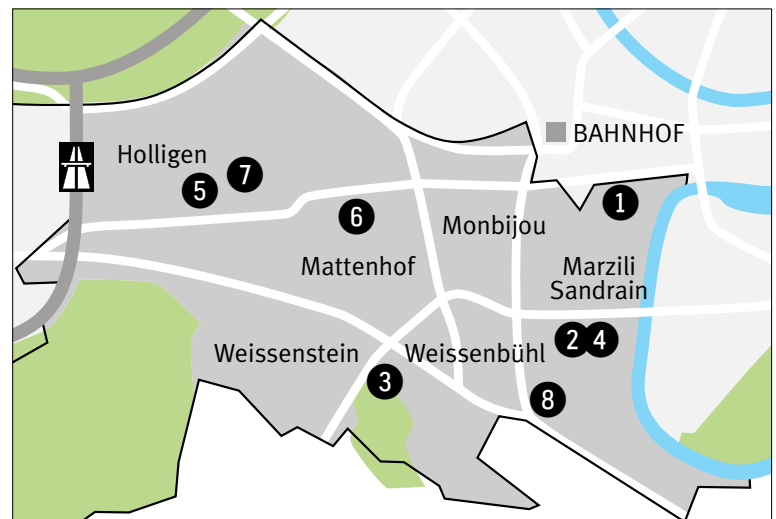 BAHNHOF
Holligen
7
5
1
6
Monbijou
Mattenhof
Marzili
Sandrain
2
4
Weissenstein
Weissenbühl
3
8